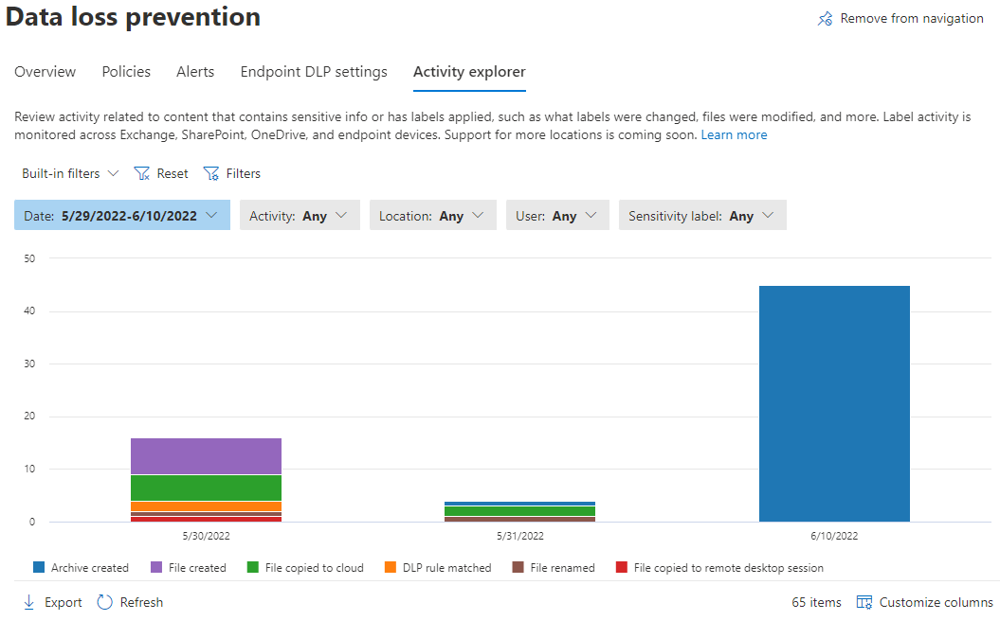 Data loss prevention
Remove from navigation
Overview Policies Alerts Endpoint DLP settings Activity explorer
Review activity related to content that contains sensitive info or has labels applied, such as what labels were changed, files were modified, and more. Label activity is
monitored across Exchange, SharePoint, OneDrive, and endpoint devices. Support for more locations is coming soon. Learn more
Built-in filters Reset Filters
Date: 5/29/2022-6/10/2022 Activity: Any Location: Any User: Any Sensitivity label: Any
50
40
30
20
10
0
5/30/2022 5/31/2022 6/10/2022
Archive created File created File copied to cloud DLP rule matched File renamed File copied to remote desktop session
Export Refresh 65 items Customize columns